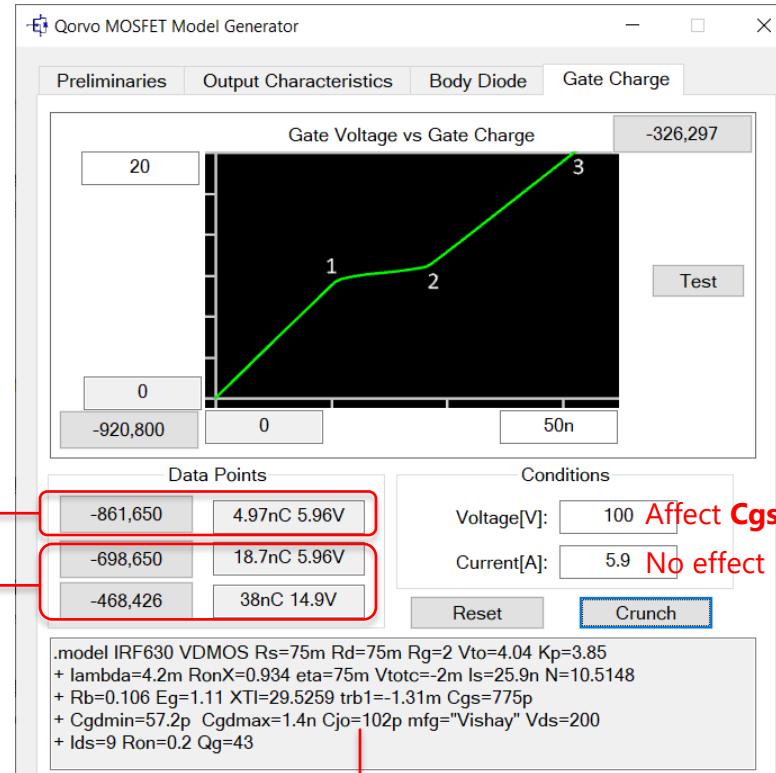 Qorvo MOSFET Model Generator
Preliminaries Output Characteristics Body Diode Gate Charge
Gate Voltage vs Gate Charge
-326,297
20
3
1
2
Test
0
-920,800
0
50n
Data Points
-861,650 4.97nC 5.96V
-698,650 18.7nC 5.96V
-468,426 38nC 14.9V
Conditions
Voltage[V]: 100 Affect Cgs
Current[A]: 5.9 No effect
Reset Crunch
.model IRF630 VDMOS Rs=75m Rd=75m Rg=2 Vto=4.04 Kp=3.85
+ lambda=4.2m RonX=0.934 eta=75m Vtotc=-2m Is=25.9n N=10.5148
+ Rb=0.106 Eg=1.11 XTI=29.5259 trb1=-1.31m Cgs=775p
+ Cgdmin=57.2p Cgdmax=1.4n Cjo=102p mfg="Vishay" Vds=200
+ Ids=9 Ron=0.2 Qg=43